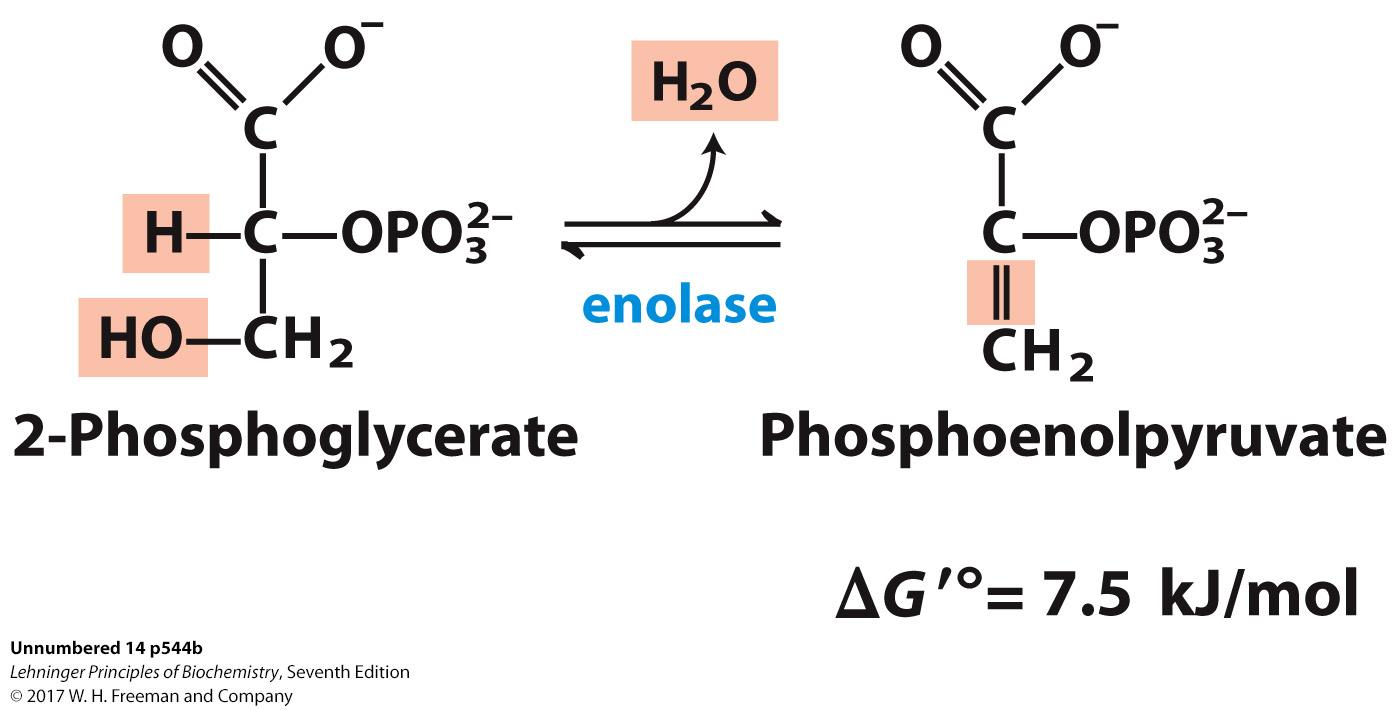 O O⁻ H₂O O O⁻
C C
H—C—OPO₃²⁻ C—OPO₃²⁻
enolase
HO—CH₂ CH₂
2-Phosphoglycerate Phosphoenolpyruvate
ΔG′°= 7.5 kJ/mol
Unnumbered 14 p544b
Lehninger Principles of Biochemistry, Seventh Edition
© 2017 W. H. Freeman and Company